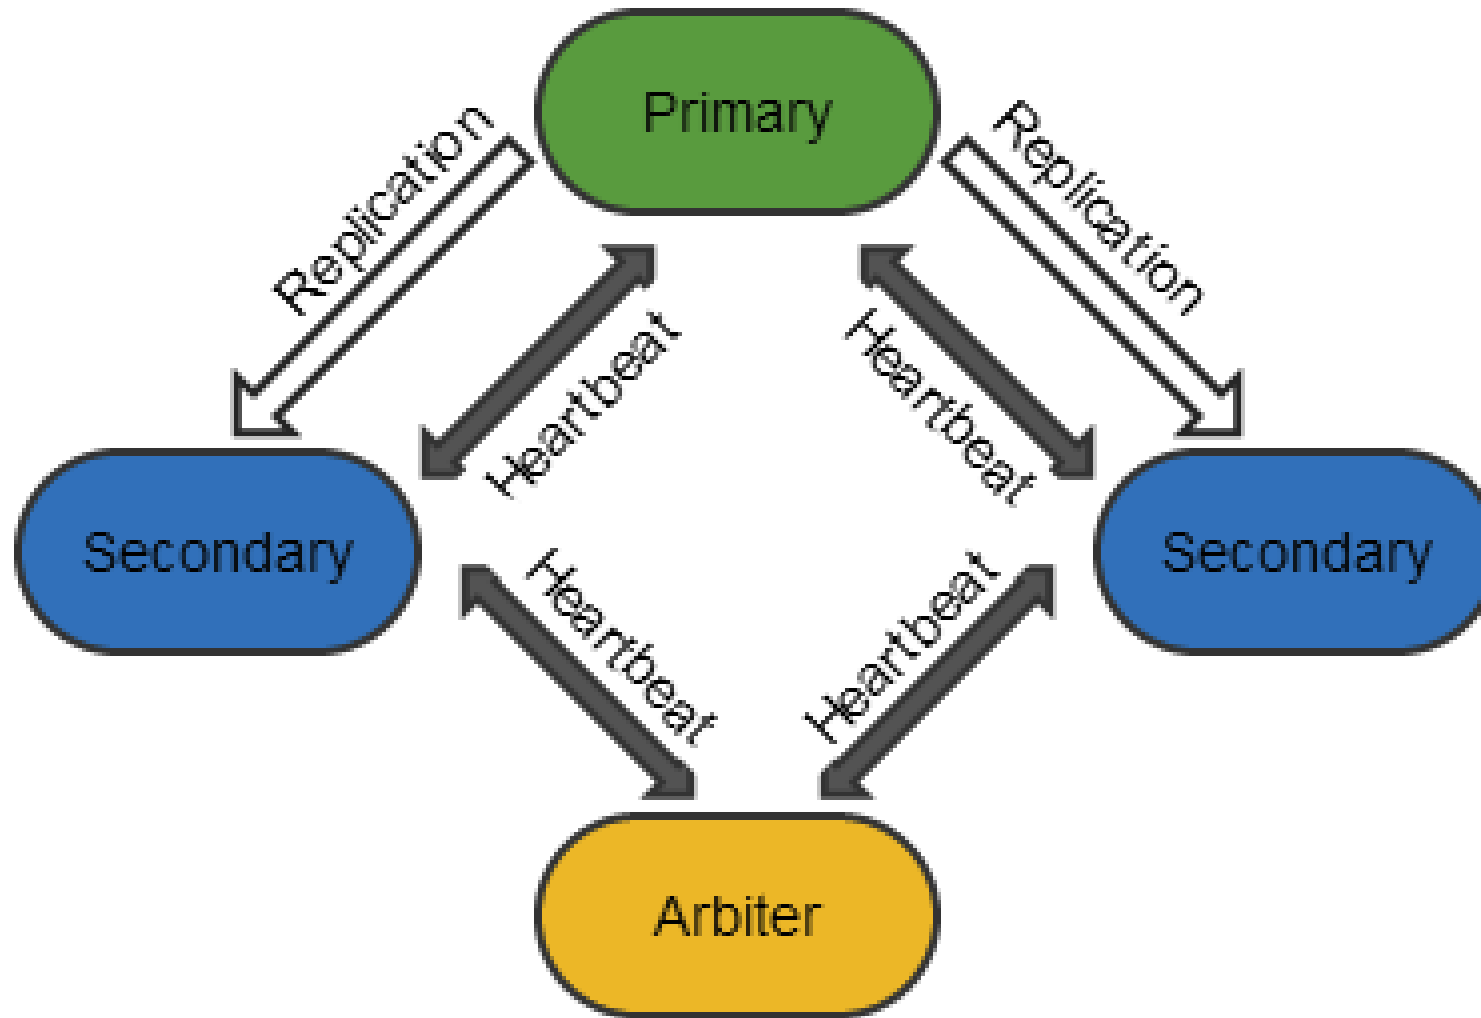 Primary
Replication
Replication
Heartbeat
Heartbeat
Secondary
Secondary
Heartbeat
Heartbeat
Arbiter